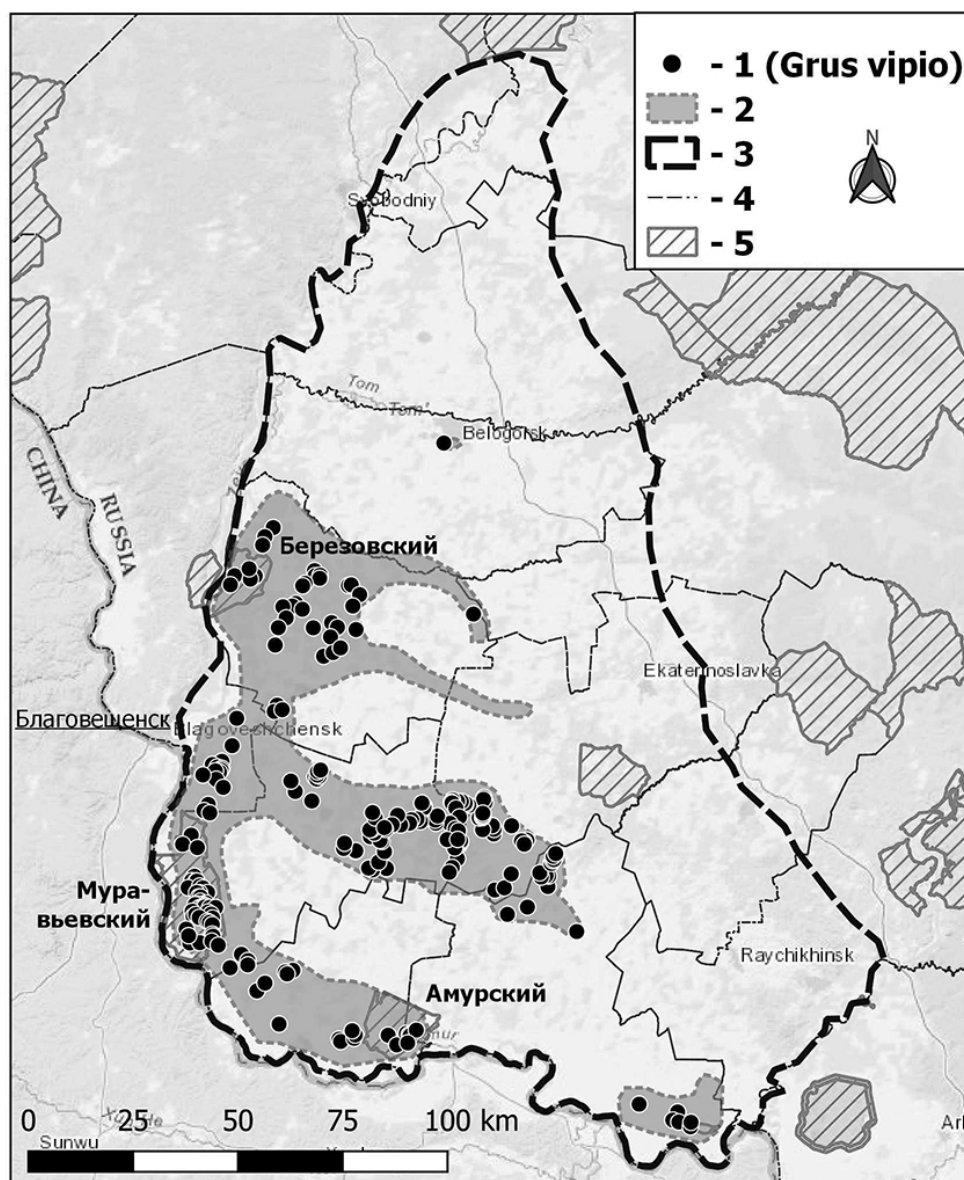 - 1 (Grus vipio)
- 2
- 3
- 4
- 5
N
Svobodniy
Tom
Tom'
Belogorsk
CHINA
RUSSIA
Березовский
Ekaterinoslavka
Благовещенск
Blagoveshchensk
Мура-
вьевский
Raychikhinsk
Амурский
0 25 50 75 100 km
Sunwu